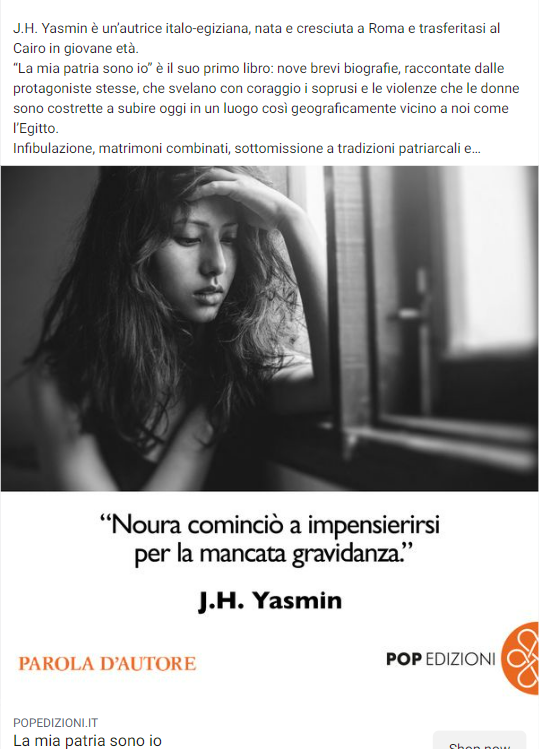 J.H. Yasmin è un'autrice italo-egiziana, nata e cresciuta a Roma e trasferitasi al
Cairo in giovane età.
“La mia patria sono io” è il suo primo libro: nove brevi biografie, raccontate dalle
protagoniste stesse, che svelano con coraggio i soprusi e le violenze che le donne
sono costrette a subire oggi in un luogo così geograficamente vicino a noi come
l'Egitto.
Infibulazione, matrimoni combinati, sottomissione a tradizioni patriarcali e...
“Noura cominciò a impensierirsi
per la mancata gravidanza.”
J.H. Yasmin
PAROLA D'AUTORE
POP EDIZIONI
POPEDIZIONI.IT
La mia patria sono io
Shop now